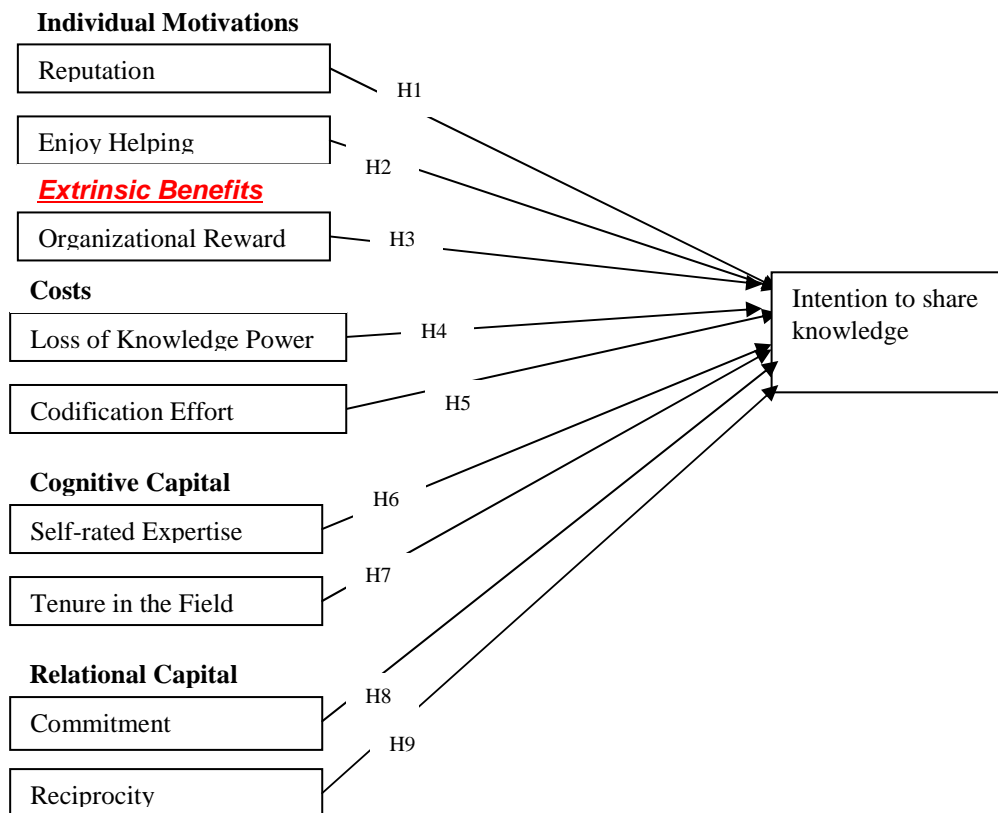 Individual Motivations
Reputation
H1
Enjoy Helping
H2
Extrinsic Benefits
Organizational Reward
H3
Costs
Intention to share
knowledge
Loss of Knowledge Power
H4
Codification Effort
H5
Cognitive Capital
H6
Self-rated Expertise
H7
Tenure in the Field
Relational Capital
H8
Commitment
H9
Reciprocity